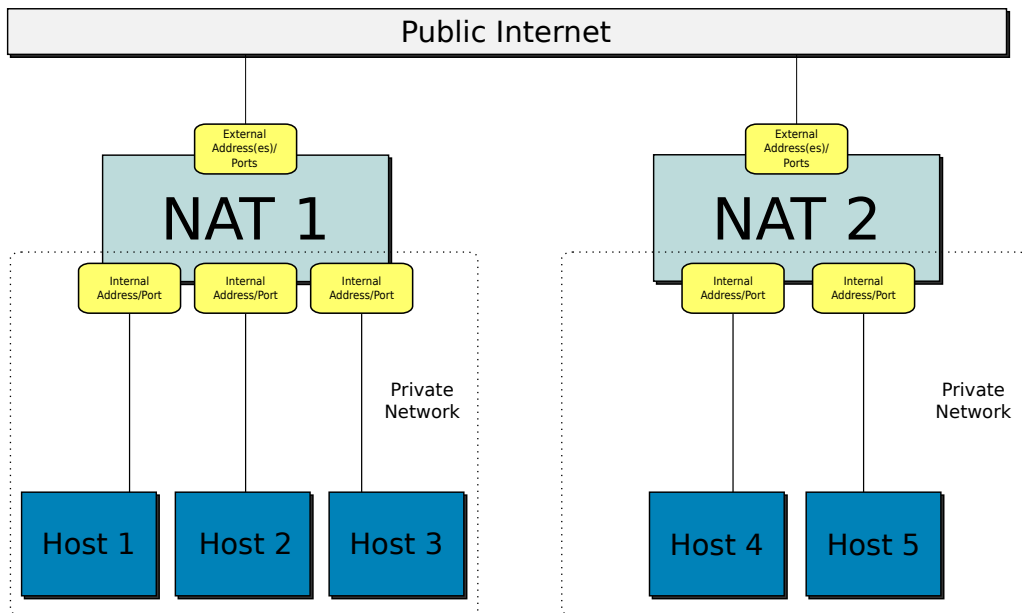 Public Internet
External
Address(es)/
Ports
External
Address(es)/
Ports
NAT 1
NAT 2
Internal
Address/Port
Internal
Address/Port
Internal
Address/Port
Internal
Address/Port
Internal
Address/Port
Private
Network
Private
Network
Host 1
Host 2
Host 3
Host 4
Host 5